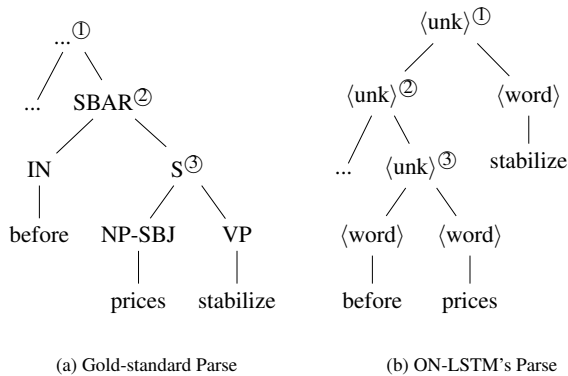 ...① ⟨unk⟩①
... SBAR② ⟨unk⟩② ⟨word⟩
IN S③ ... ⟨unk⟩③ stabilize
before NP-SBJ VP ⟨word⟩ ⟨word⟩
prices stabilize before prices
(a) Gold-standard Parse (b) ON-LSTM's Parse